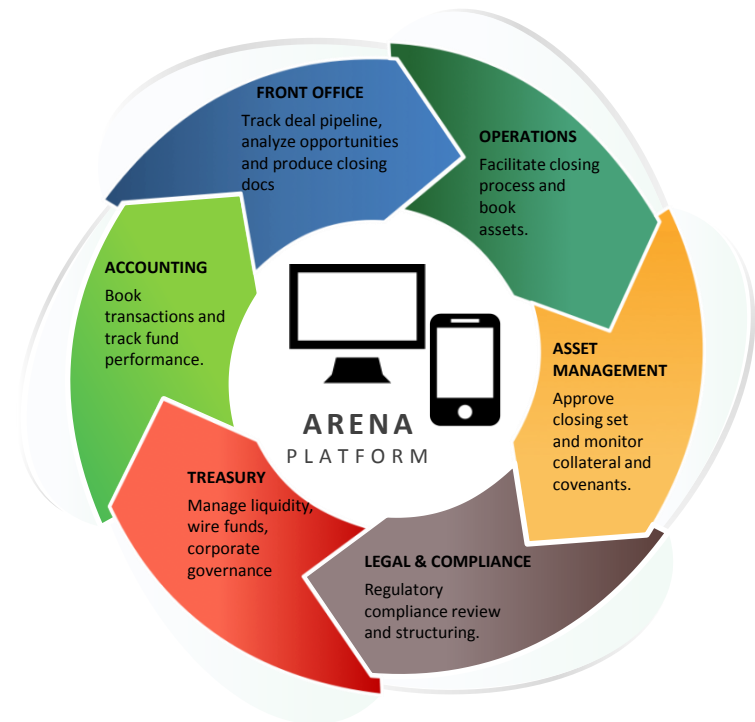 FRONT OFFICE
Track deal pipeline,
analyze opportunities
and produce closing
docs
OPERATIONS
Facilitate closing
process and
book
assets.
ASSET
MANAGEMENT
Approve
closing set
and monitor
collateral and
covenants.
LEGAL & COMPLIANCE
Regulatory
compliance review
and structuring.
TREASURY
Manage liquidity,
wire funds,
corporate
governance
ACCOUNTING
Book
transactions and
track fund
performance.
ARENA
PLATFORM